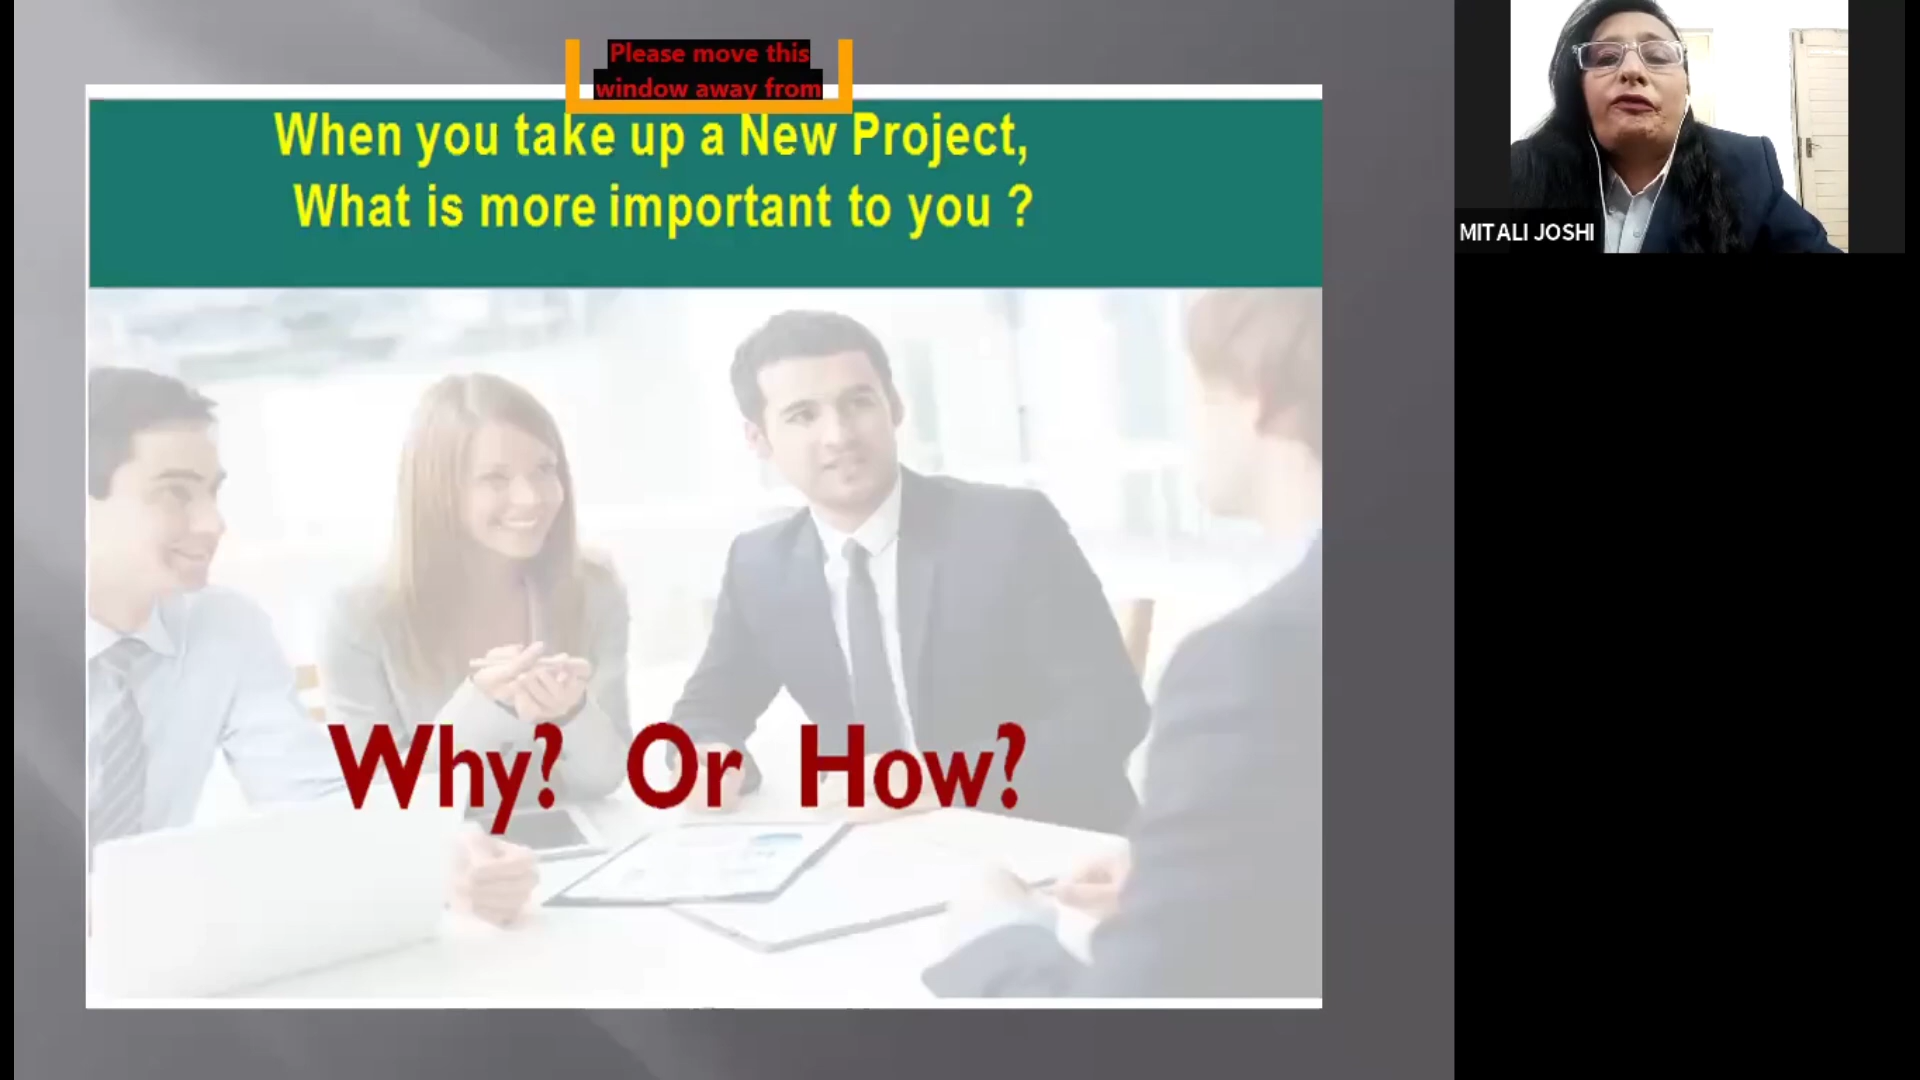 Please move this
window away from
When you take up a New Project,
What is more important to you ?
MITALI JOSHI
Why? Or How?